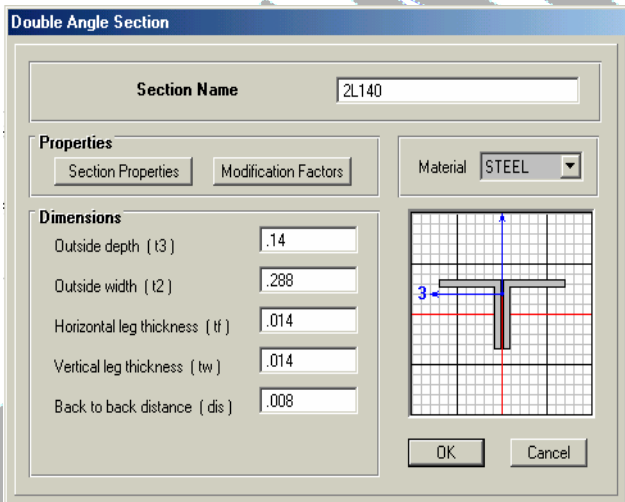 Double Angle Section
Section Name 2L140
Properties
Section Properties Modification Factors
Material STEEL
Dimensions
Outside depth ( t3 ) .14
Outside width ( t2 ) .288
Horizontal leg thickness ( tf ) .014
Vertical leg thickness ( tw ) .014
Back to back distance ( dis ) .008
3
OK Cancel